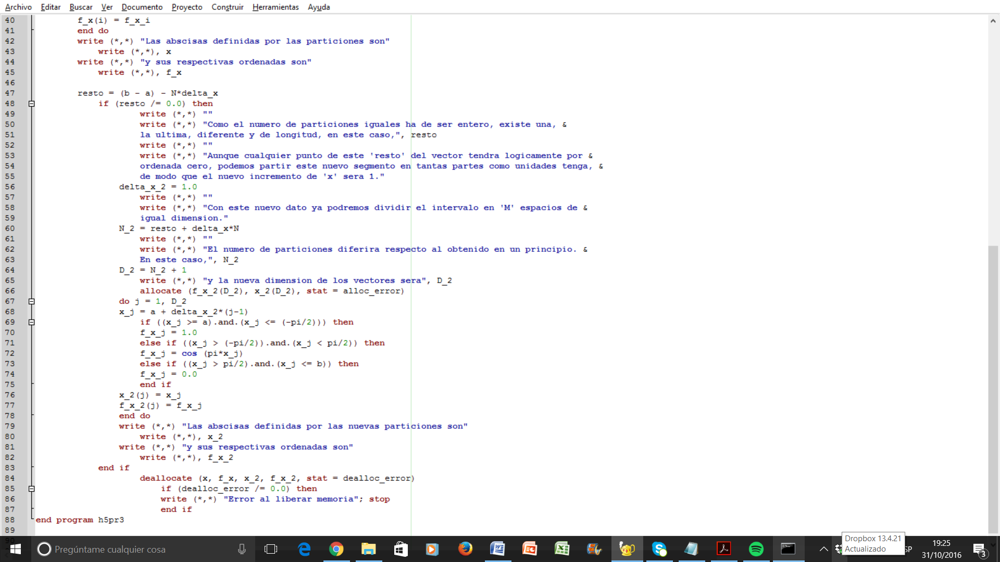 Archivo Editar Buscar Ver Documento Proyecto Construir Herramientas Ayuda
40 f_x(i) = f_x_i
41 end do
42 write (*,*) "Las abscisas definidas por las particiones son"
43 write (*,*), x
44 write (*,*) "y sus respectivas ordenadas son"
45 write (*,*), f_x
46
47 resto = (b - a) - N*delta_x
48 if (resto /= 0.0) then
49 write (*,*) ""
50 write (*,*) "Como el numero de particiones iguales ha de ser entero, existe una, &
51 la ultima, diferente y de longitud, en este caso,", resto
52 write (*,*) ""
53 write (*,*) "Aunque cualquier punto de este 'resto' del vector tendra logicamente por &
54 ordenada cero, podemos partir este nuevo segmento en tantas partes como unidades tenga, &
55 de modo que el nuevo incremento de 'x' sera 1."
56 delta_x_2 = 1.0
57 write (*,*) ""
58 write (*,*) "Con este nuevo dato ya podremos dividir el intervalo en 'M' espacios de &
59 igual dimension."
60 N_2 = resto + delta_x*N
61 write (*,*) ""
62 write (*,*) "El numero de particiones diferira respecto al obtenido en un principio. &
63 En este caso,", N_2
64 D_2 = N_2 + 1
65 write (*,*) "y la nueva dimension de los vectores sera", D_2
66 allocate (f_x_2(D_2), x_2(D_2), stat = alloc_error)
67 do j = 1, D_2
68 x_j = a + delta_x_2*(j-1)
69 if ((x_j >= a).and.(x_j <= (-pi/2))) then
70 f_x_j = 1.0
71 else if ((x_j > (-pi/2)).and.(x_j < pi/2)) then
72 f_x_j = cos (pi*x_j)
73 else if ((x_j > pi/2).and.(x_j <= b)) then
74 f_x_j = 0.0
75 end if
76 x_2(j) = x_j
77 f_x_2(j) = f_x_j
78 end do
79 write (*,*) "Las abscisas definidas por las nuevas particiones son"
80 write (*,*), x_2
81 write (*,*) "y sus respectivas ordenadas son"
82 write (*,*), f_x_2
83 end if
84 deallocate (x, f_x, x_2, f_x_2, stat = dealloc_error)
85 if (dealloc_error /= 0.0) then
86 write (*,*) "Error al liberar memoria"; stop
87 end if
88 end program h5pr3
89
Pregúntame cualquier cosa
Dropbox 13.4.21
Actualizado
SP
19:25
31/10/2016
3